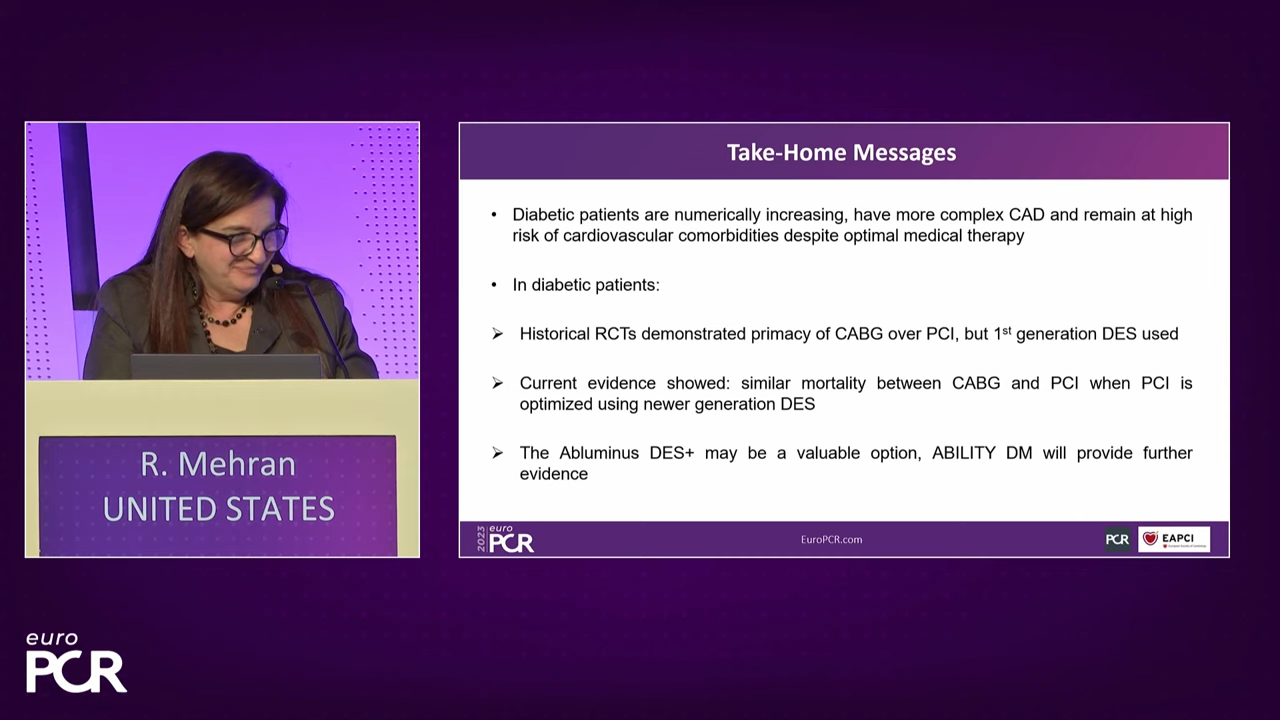 R. Mehran
UNITED STATES
Take-Home Messages
• Diabetic patients are numerically increasing, have more complex CAD and remain at high
risk of cardiovascular comorbidities despite optimal medical therapy
• In diabetic patients:
➢ Historical RCTs demonstrated primacy of CABG over PCI, but 1st generation DES used
➢ Current evidence showed: similar mortality between CABG and PCI when PCI is
optimized using newer generation DES
➢ The Abluminus DES+ may be a valuable option, ABILITY DM will provide further
evidence
2023
euro
PCR
EuroPCR.com
PCR
EAPCI
euro
PCR